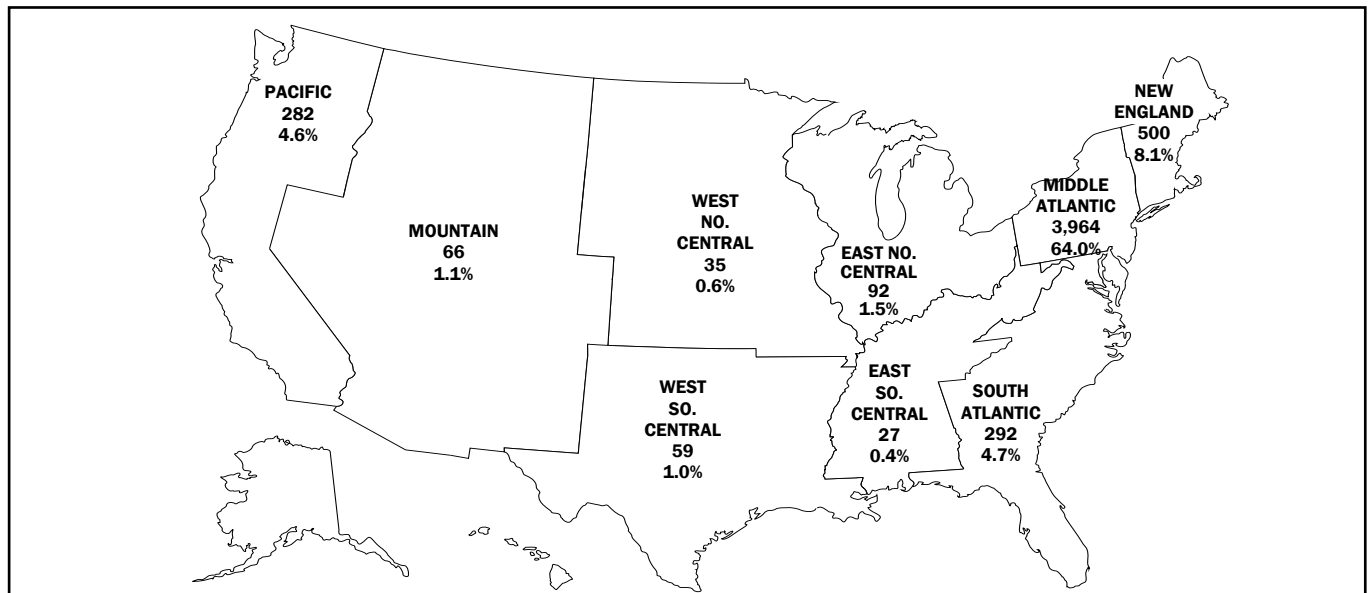 PACIFIC
282
4.6%
MOUNTAIN
66
1.1%
WEST
NO.
CENTRAL
35
0.6%
WEST
SO.
CENTRAL
59
1.0%
EAST NO.
CENTRAL
92
1.5%
EAST
SO.
CENTRAL
27
0.4%
SOUTH
ATLANTIC
292
4.7%
MIDDLE
ATLANTIC
3,964
64.0%
NEW
ENGLAND
500
8.1%